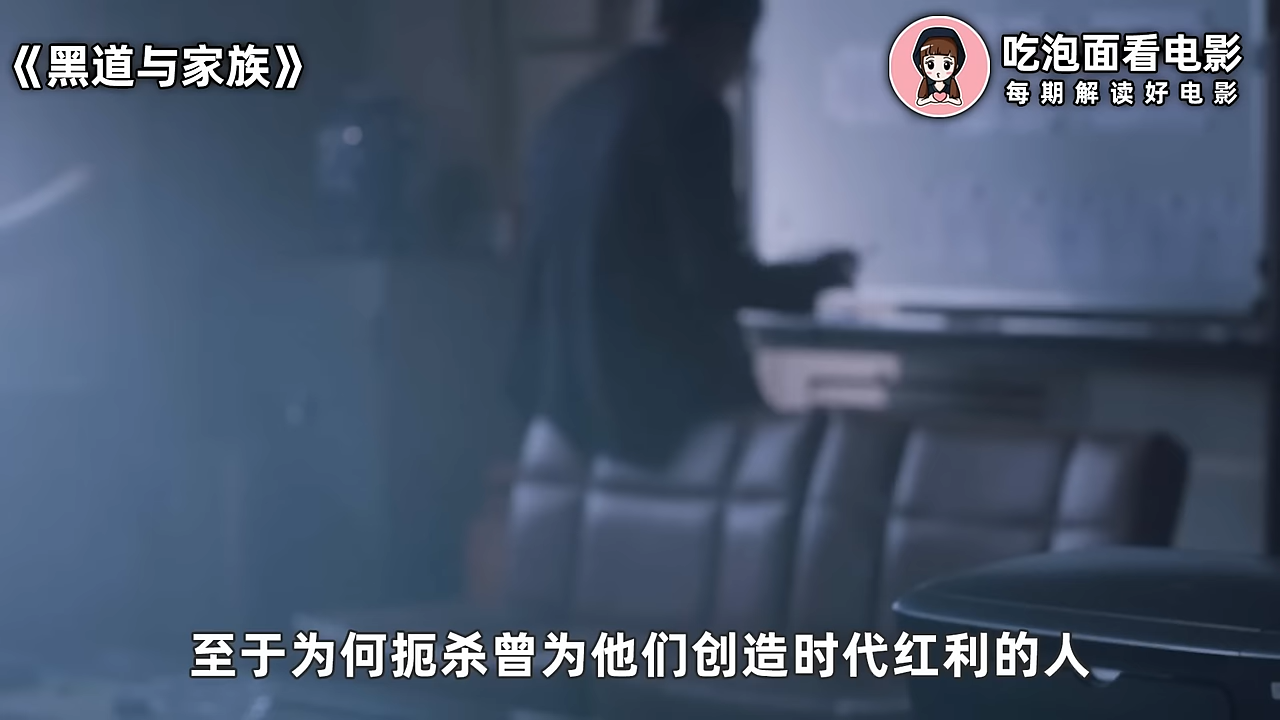 《黑道与家族》
吃泡面看电影
每期解读好电影
至于为何扼杀曾为他们创造时代红利的人